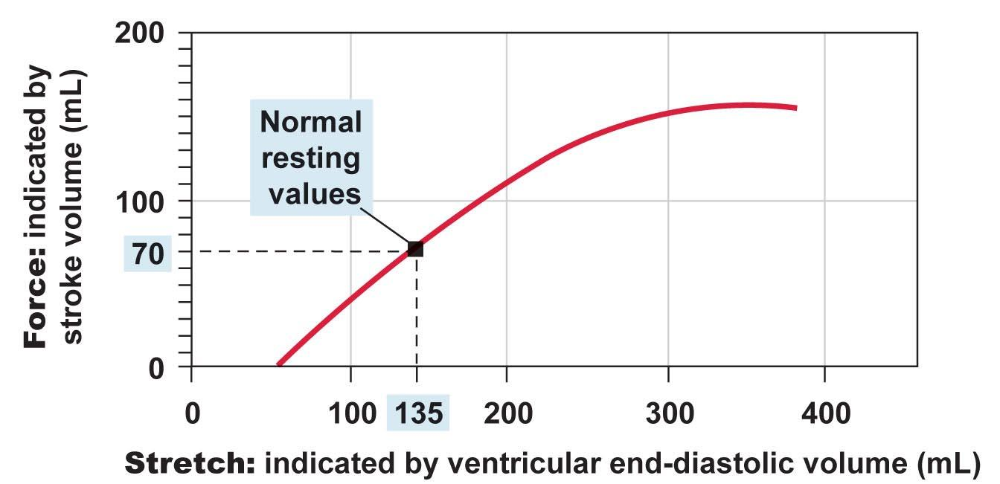 200
Force: indicated by
stroke volume (mL)
Normal
resting
values
100
70
0
0 100 135 200 300 400
Stretch: indicated by ventricular end-diastolic volume (mL)